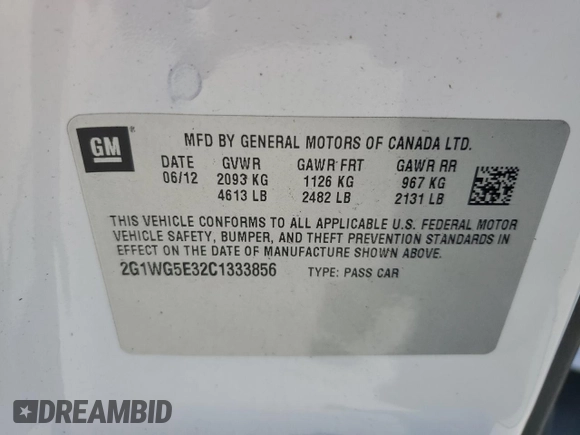 GM
MFD BY GENERAL MOTORS OF CANADA LTD.
DATE GVWR GAWR FRT GAWR RR
06/12 2093 KG 1126 KG 967 KG
4613 LB 2482 LB 2131 LB
THIS VEHICLE CONFORMS TO ALL APPLICABLE U.S. FEDERAL MOTOR
VEHICLE SAFETY, BUMPER, AND THEFT PREVENTION STANDARDS IN
EFFECT ON THE DATE OF MANUFACTURE SHOWN ABOVE.
2G1WG5E32C1333856 TYPE: PASS CAR
DREAMBID